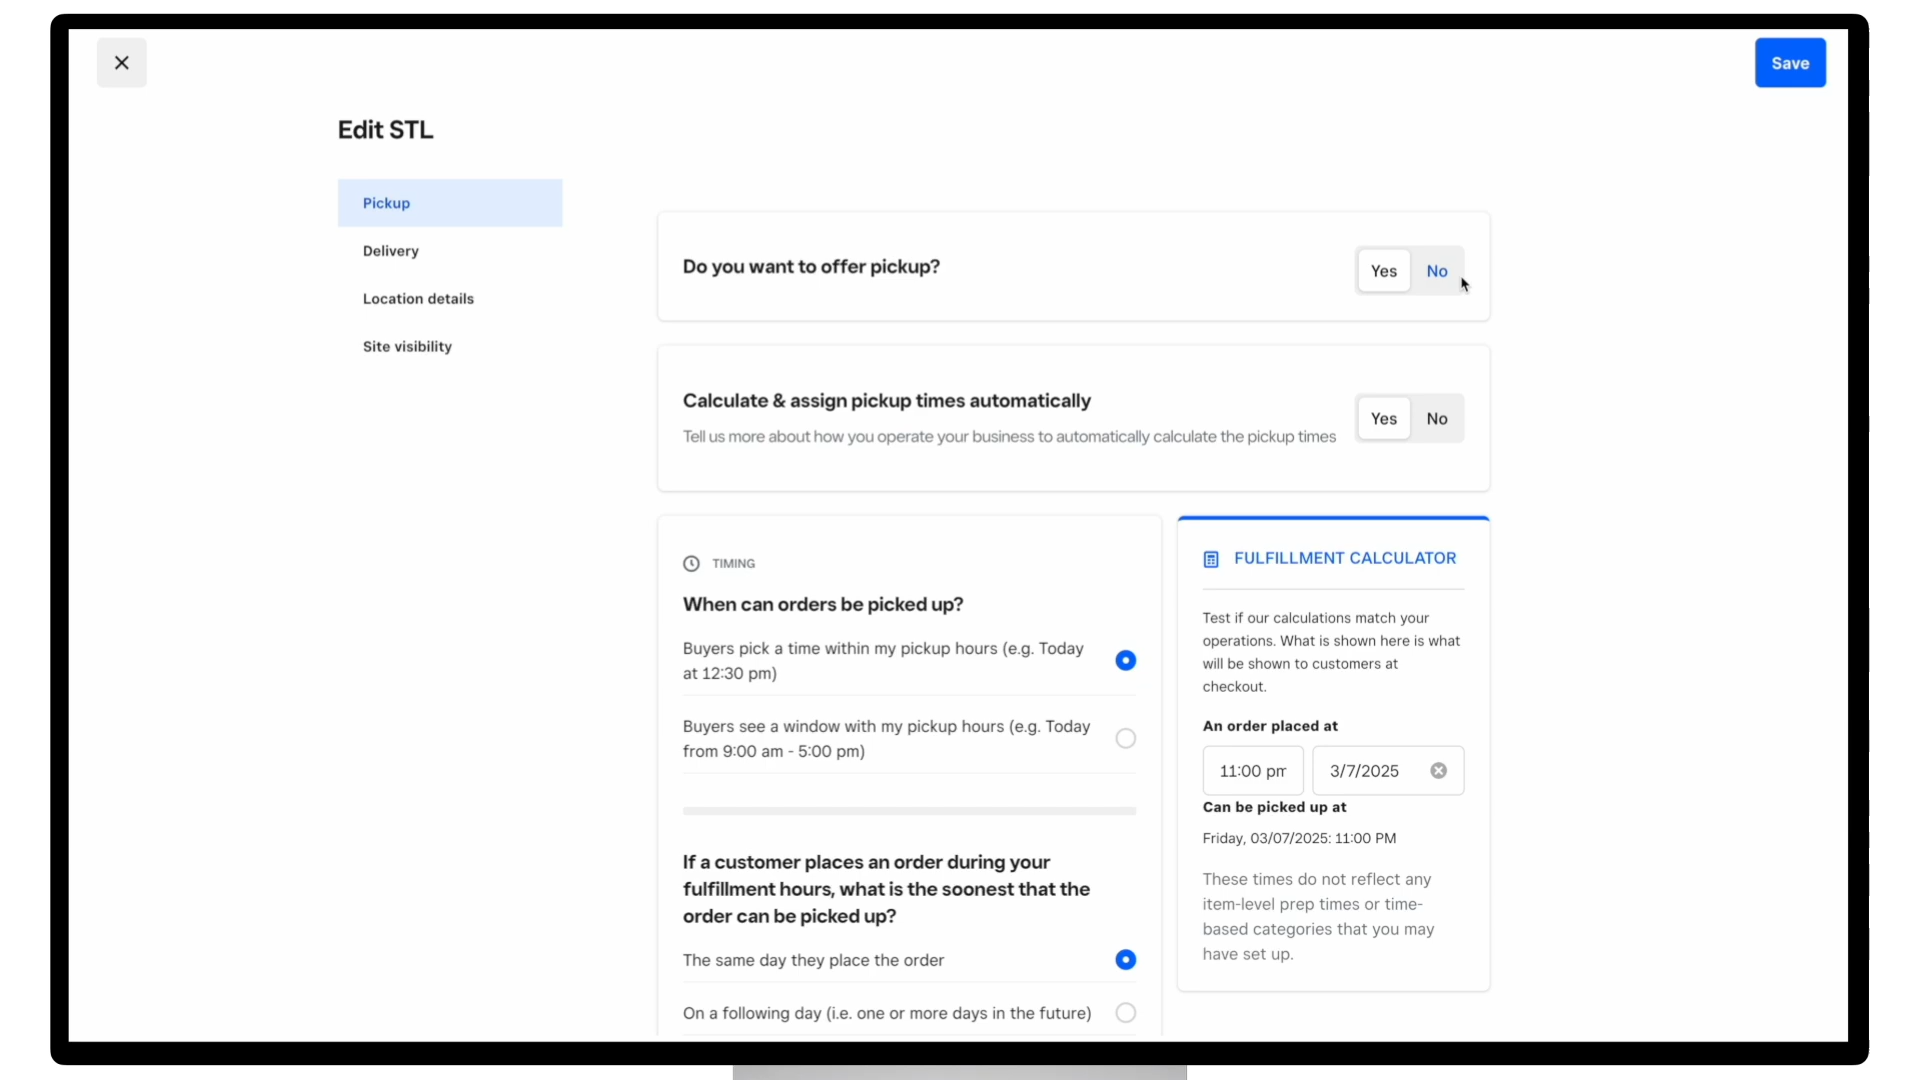 Save
Edit STL
Pickup
Delivery
Location details
Site visibility
Do you want to offer pickup?
Yes
No
Calculate & assign pickup times automatically
Tell us more about how you operate your business to automatically calculate the pickup times
Yes
No
TIMING
When can orders be picked up?
Buyers pick a time within my pickup hours (e.g. Today
at 12:30 pm)
Buyers see a window with my pickup hours (e.g. Today
from 9:00 am - 5:00 pm)
If a customer places an order during your
fulfillment hours, what is the soonest that the
order can be picked up?
The same day they place the order
On a following day (i.e. one or more days in the future)
FULFILLMENT CALCULATOR
Test if our calculations match your
operations. What is shown here is what
will be shown to customers at
checkout.
An order placed at
11:00 pm
3/7/2025
Can be picked up at
Friday, 03/07/2025: 11:00 PM
These times do not reflect any
item-level prep times or time-
based categories that you may
have set up.